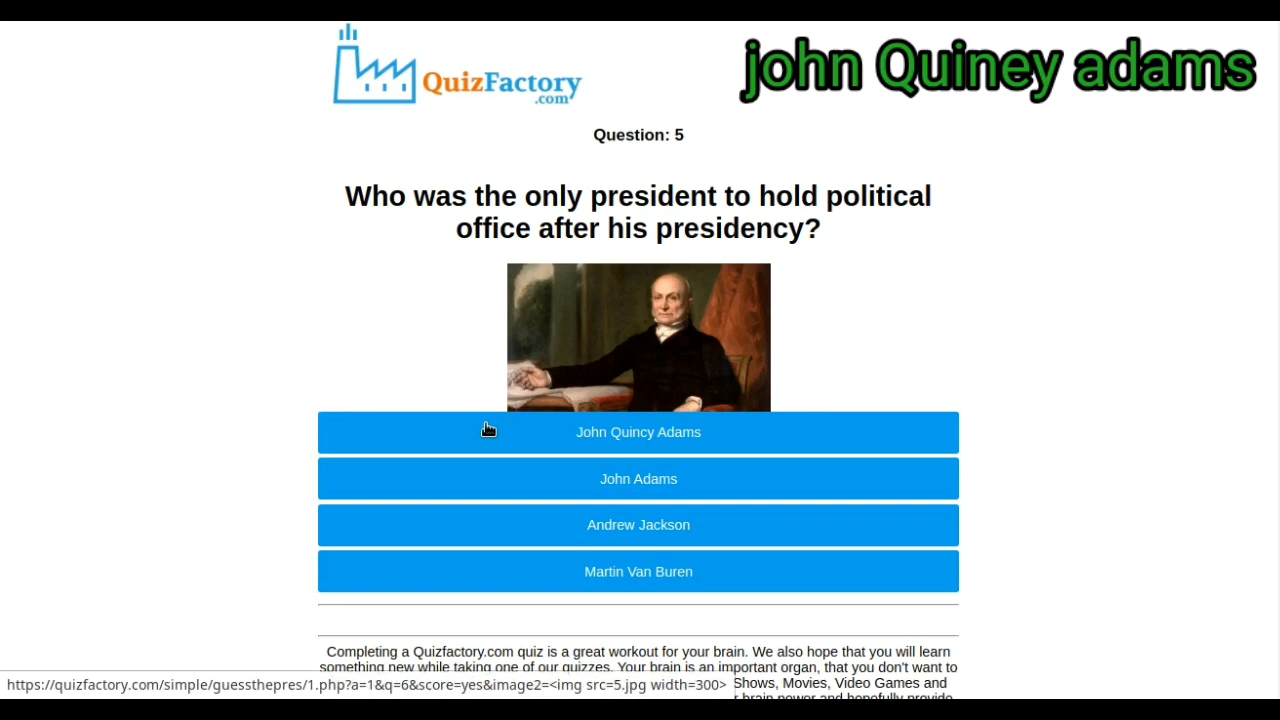 QuizFactory
.com
john Quiney adams
Question: 5
Who was the only president to hold political
office after his presidency?
John Quincy Adams
John Adams
Andrew Jackson
Martin Van Buren
Completing a Quizfactory.com quiz is a great workout for your brain. We also hope that you will learn
something new while taking one of our quizzes. Your brain is an important organ, that you don't want to
Shows, Movies, Video Games and
https://quizfactory.com/simple/guessthepres/1.php?a=1&q=6&score=yes&image2=<img src=5.jpg width=300>